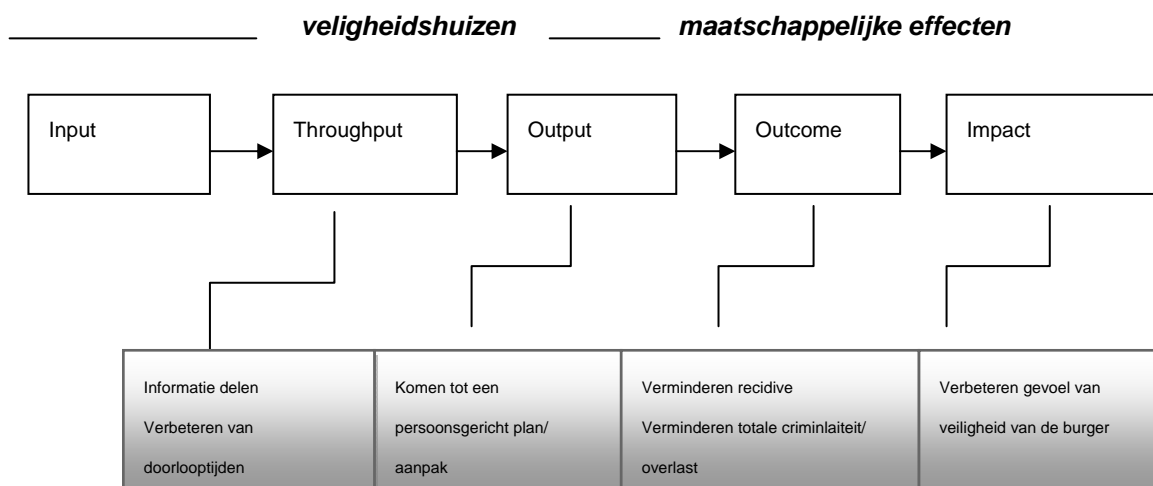 veligheidshuizen maatschappelijke effecten
Input
Throughput
Output
Outcome
Impact
Informatie delen
Verbeteren van
doorlooptijden
Komen tot een
persoonsgericht plan/
aanpak
Verminderen recidive
Verminderen totale criminlaiteit/
overlast
Verbeteren gevoel van
veiligheid van de burger